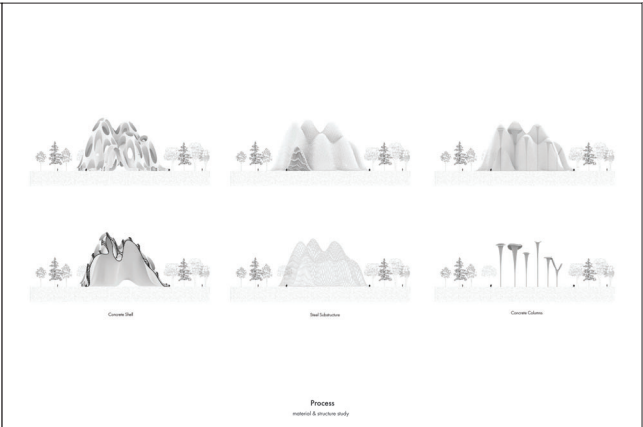 Concrete Shell
Steel Substructure
Concrete Columns
Process
material & structure study